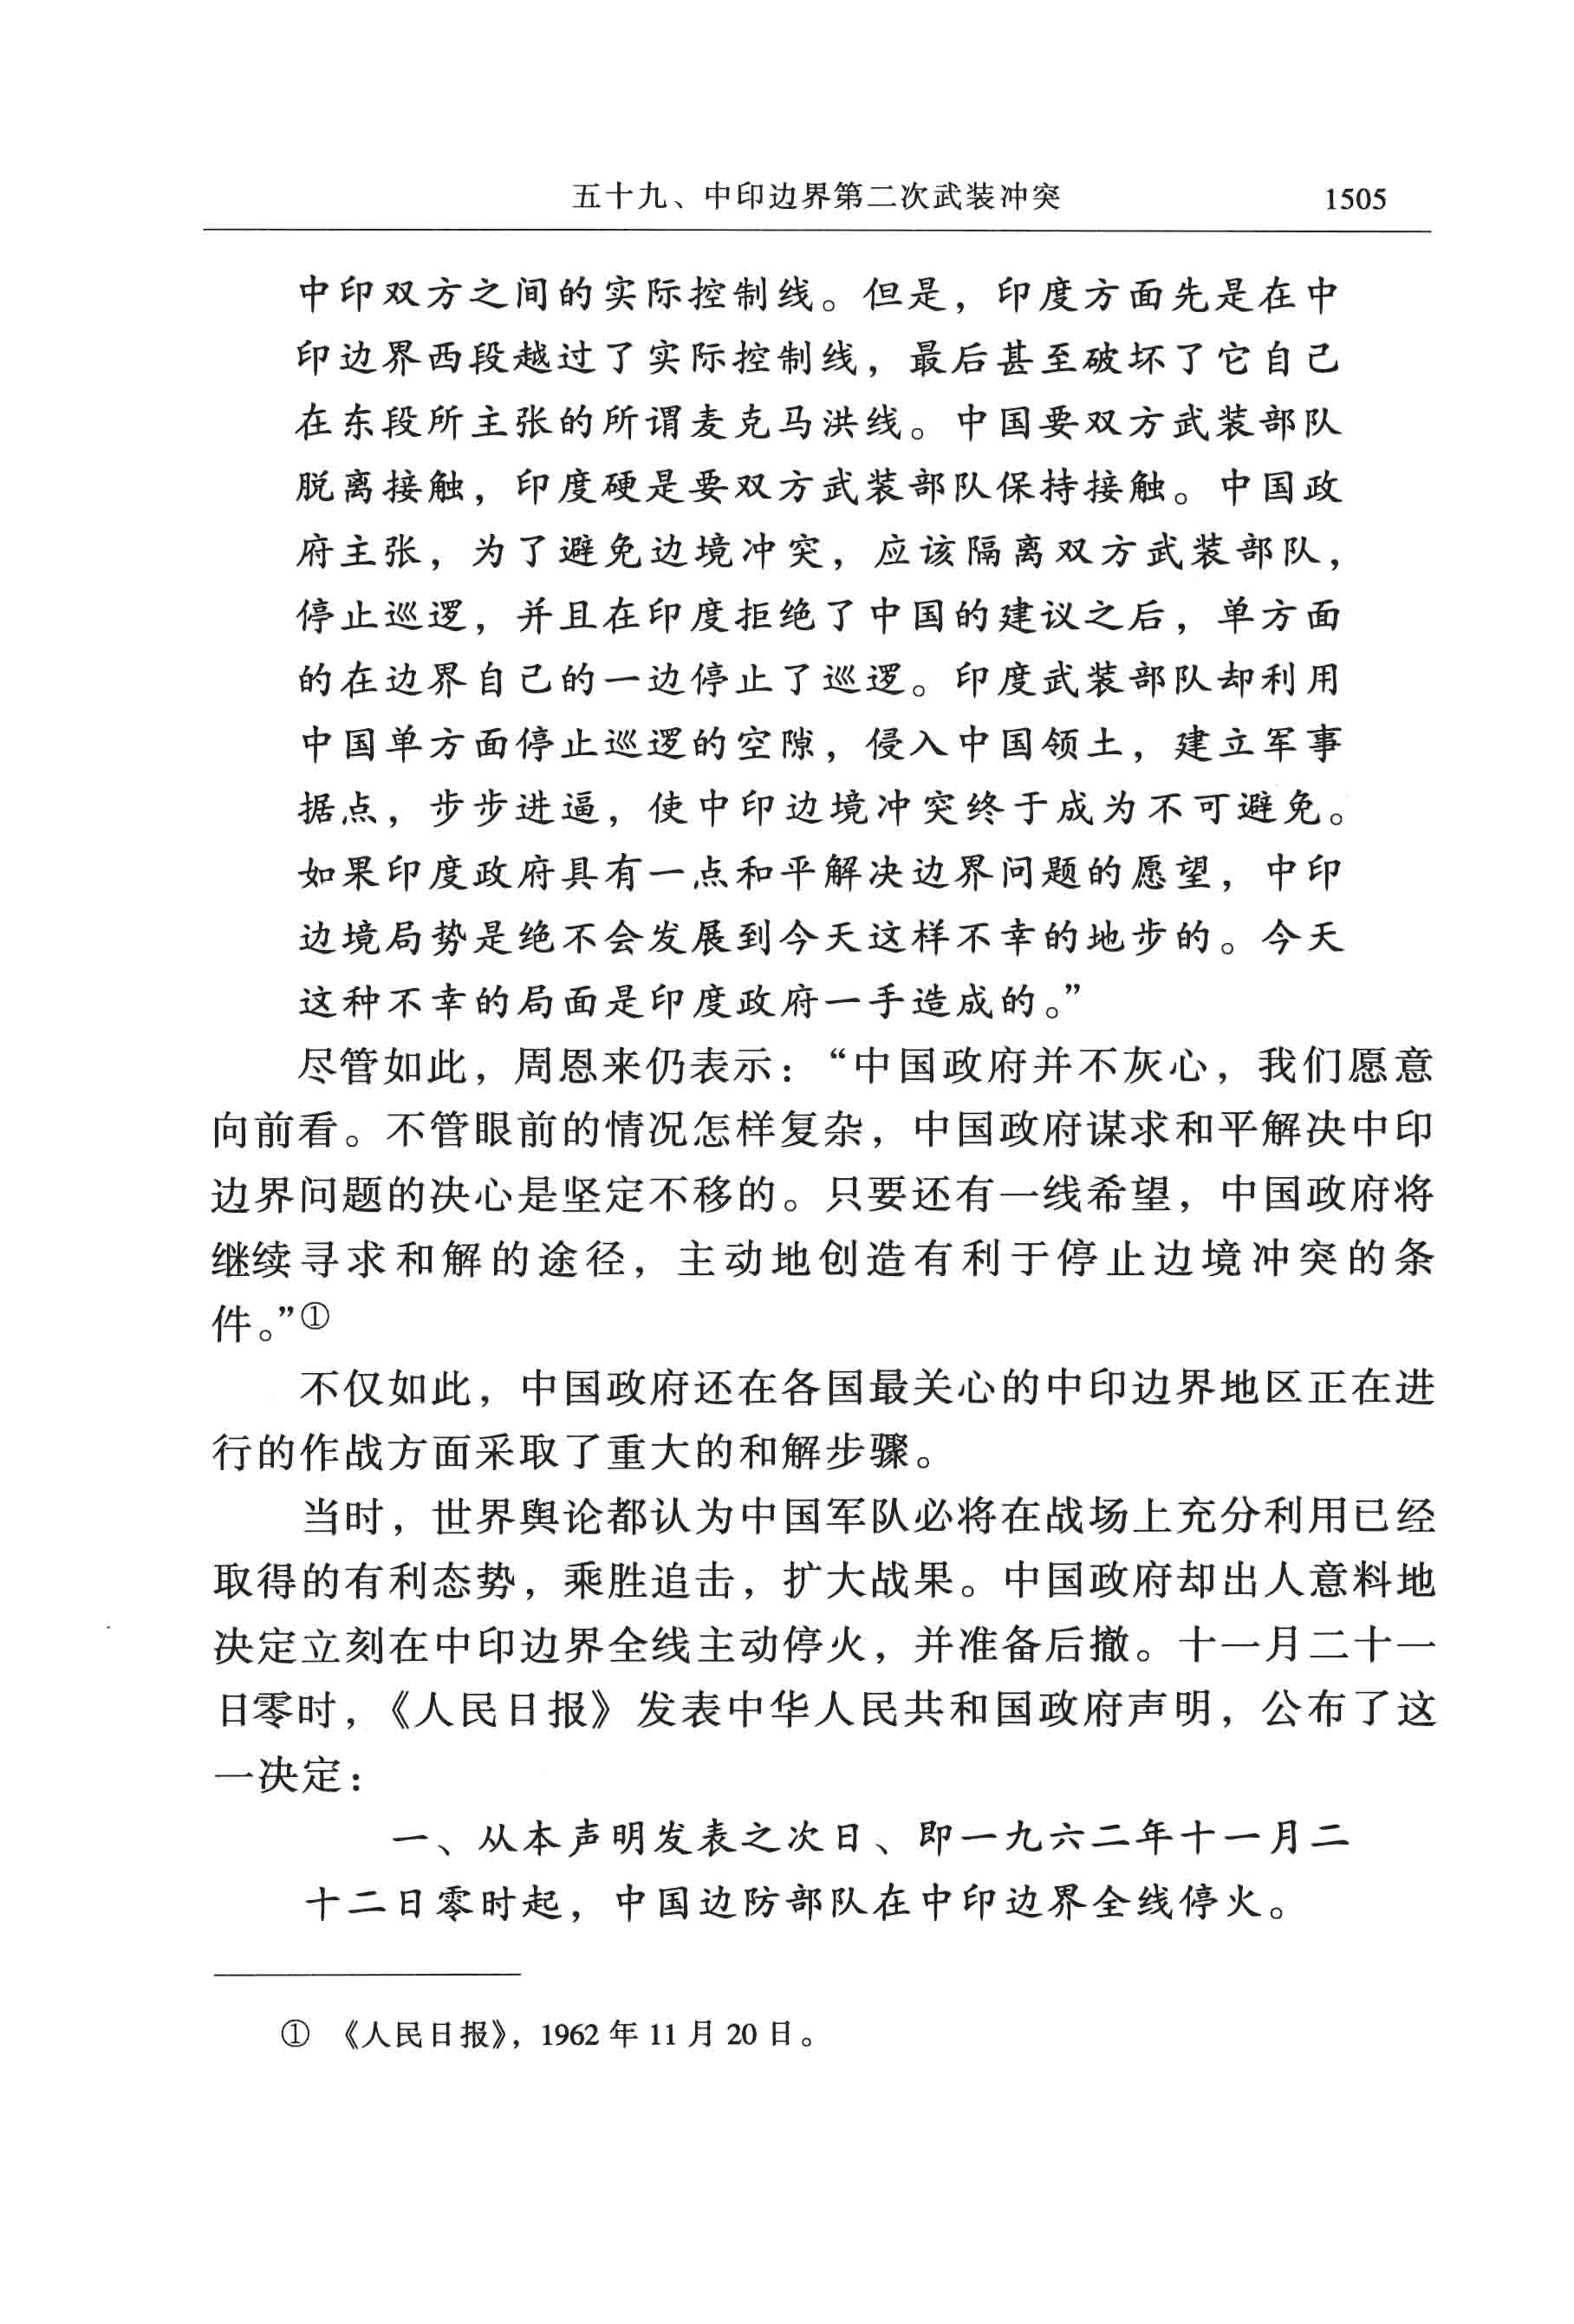 五十九、中印边界第二次武装冲突 1505
中印双方之间的实际控制线。但是，印度方面先是在中
印边界西段越过了实际控制线，最后甚至破坏了它自己
在东段所主张的所谓麦克马洪线。中国要双方武装部队
脱离接触，印度硬是要双方武装部队保持接触。中国政
府主张，为了避免边境冲突，应该隔离双方武装部队，
停止巡逻，并且在印度拒绝了中国的建议之后，单方面
的在边界自己的一边停止了巡逻。印度武装部队却利用
中国单方面停止巡逻的空隙，侵入中国领土，建立军事
据点，步步进逼，使中印边境冲突终于成为不可避免。
如果印度政府具有一点和平解决边界问题的愿望，中印
边境局势是绝不会发展到今天这样不幸的地步的。今天
这种不幸的局面是印度政府一手造成的。”
尽管如此，周恩来仍表示：“中国政府并不灰心，我们愿意
向前看。不管眼前的情况怎样复杂，中国政府谋求和平解决中印
边界问题的决心是坚定不移的。只要还有一线希望，中国政府将
继续寻求和解的途径，主动地创造有利于停止边境冲突的条
件。”①
不仅如此，中国政府还在各国最关心的中印边界地区正在进
行的作战方面采取了重大的和解步骤。
当时，世界舆论都认为中国军队必将在战场上充分利用已经
取得的有利态势，乘胜追击，扩大战果。中国政府却出人意料地
决定立刻在中印边界全线主动停火，并准备后撤。十一月二十一
日零时，《人民日报》发表中华人民共和国政府声明，公布了这
一决定：
一、从本声明发表之次日、即一九六二年十一月二
十二日零时起，中国边防部队在中印边界全线停火。
① 《人民日报》，1962 年 11 月 20 日。